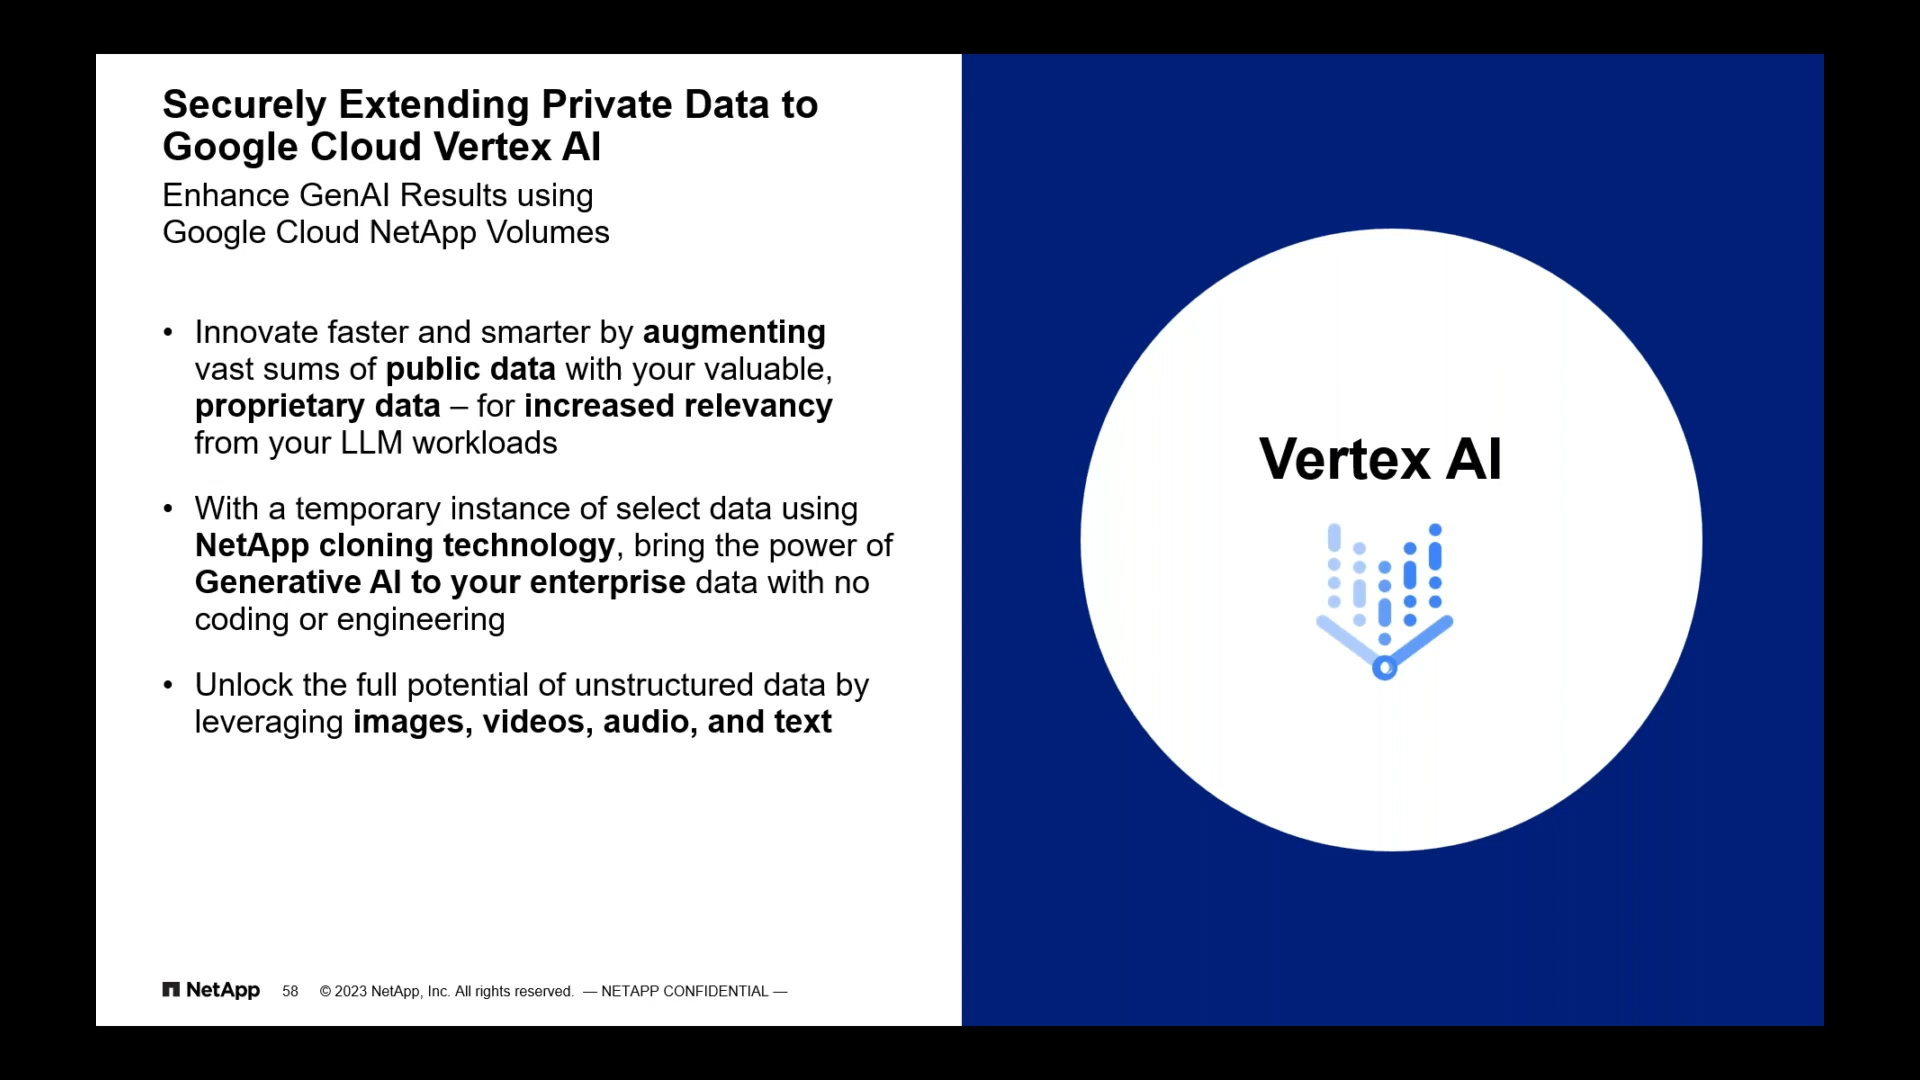 Securely Extending Private Data to
Google Cloud Vertex AI
Enhance GenAI Results using
Google Cloud NetApp Volumes
• Innovate faster and smarter by augmenting
vast sums of public data with your valuable,
proprietary data – for increased relevancy
from your LLM workloads
• With a temporary instance of select data using
NetApp cloning technology, bring the power of
Generative AI to your enterprise data with no
coding or engineering
• Unlock the full potential of unstructured data by
leveraging images, videos, audio, and text
Vertex AI
NetApp 58 © 2023 NetApp, Inc. All rights reserved. — NETAPP CONFIDENTIAL —